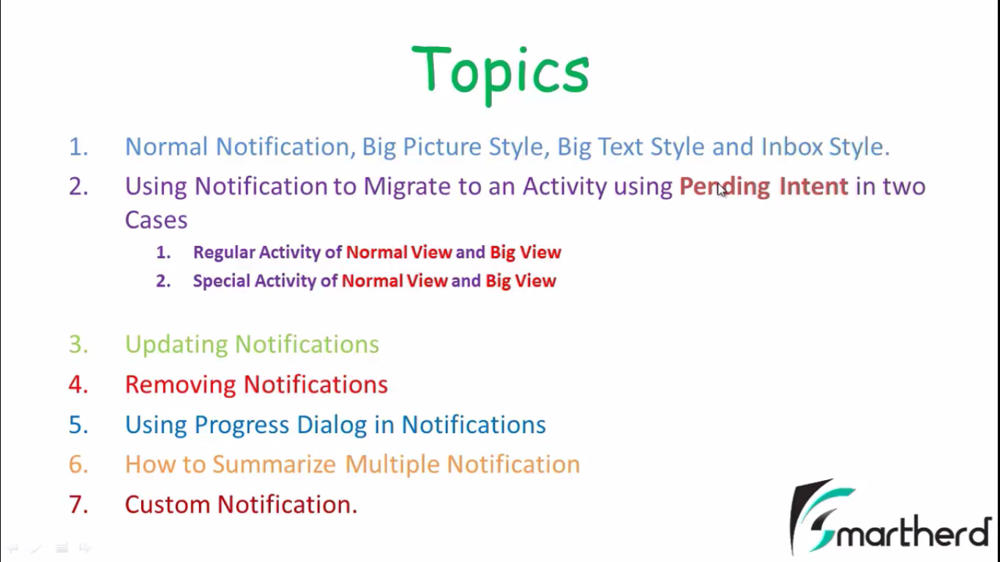 Topics
1. Normal Notification, Big Picture Style, Big Text Style and Inbox Style.
2. Using Notification to Migrate to an Activity using Pending Intent in two
Cases
1. Regular Activity of Normal View and Big View
2. Special Activity of Normal View and Big View
3. Updating Notifications
4. Removing Notifications
5. Using Progress Dialog in Notifications
6. How to Summarize Multiple Notification
7. Custom Notification.
Smartherd